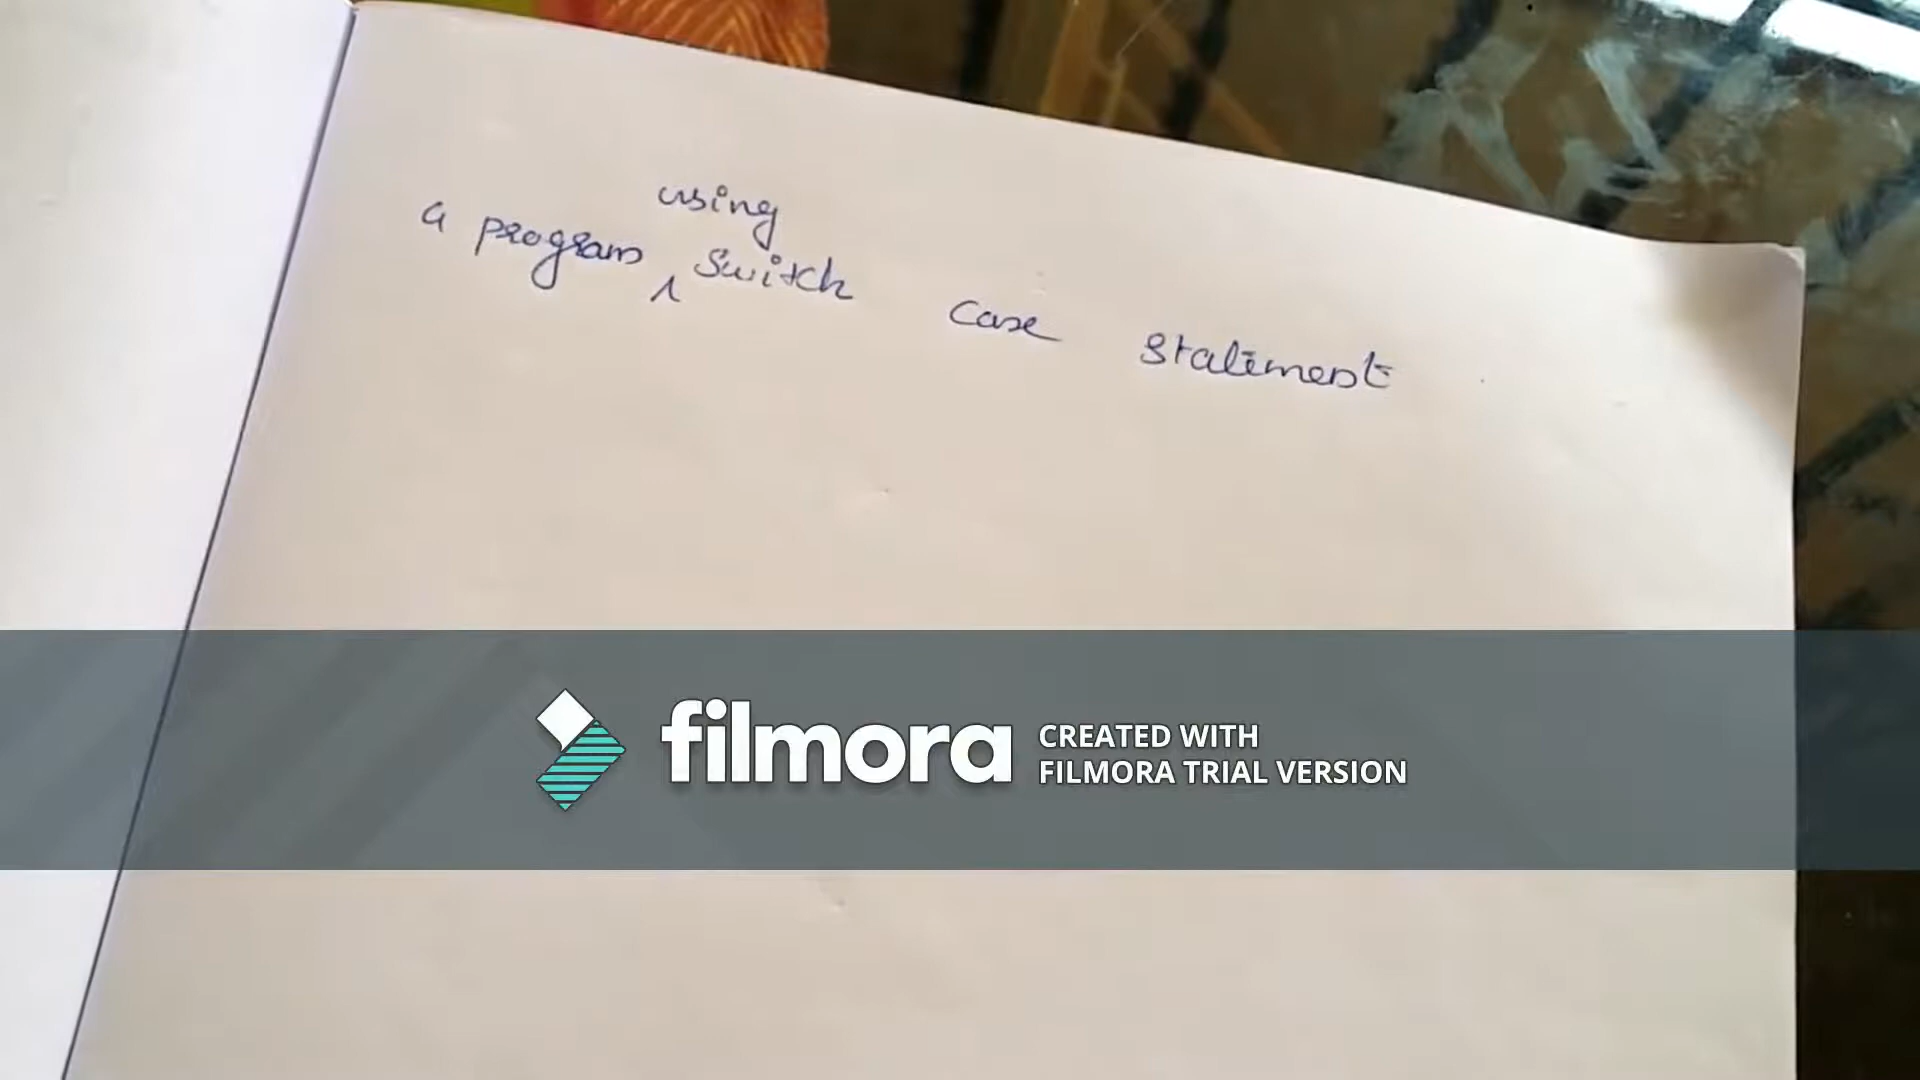 a program using switch case statement
filmora
CREATED WITH
FILMORA TRIAL VERSION